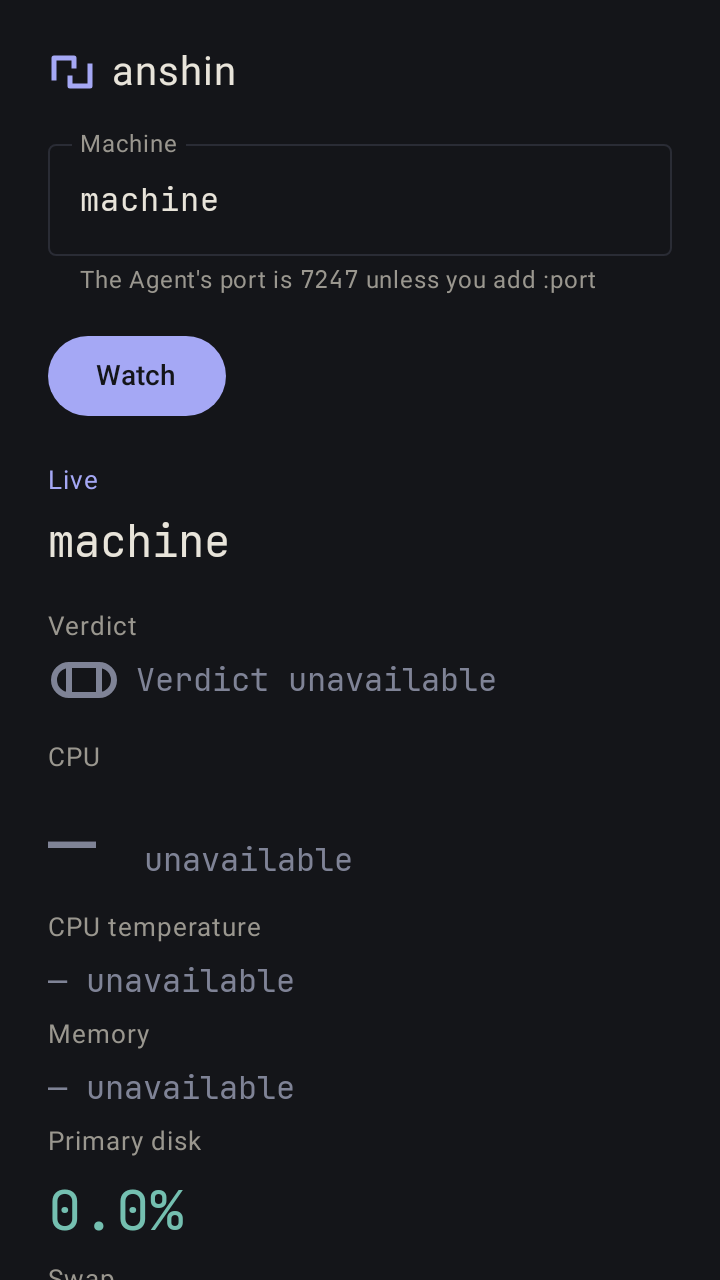 anshin
Machine
machine
The Agent's port is 7247 unless you add :port
Watch
Live
machine
Verdict
Verdict unavailable
CPU
— unavailable
CPU temperature
— unavailable
Memory
— unavailable
Primary disk
0.0%
Swap